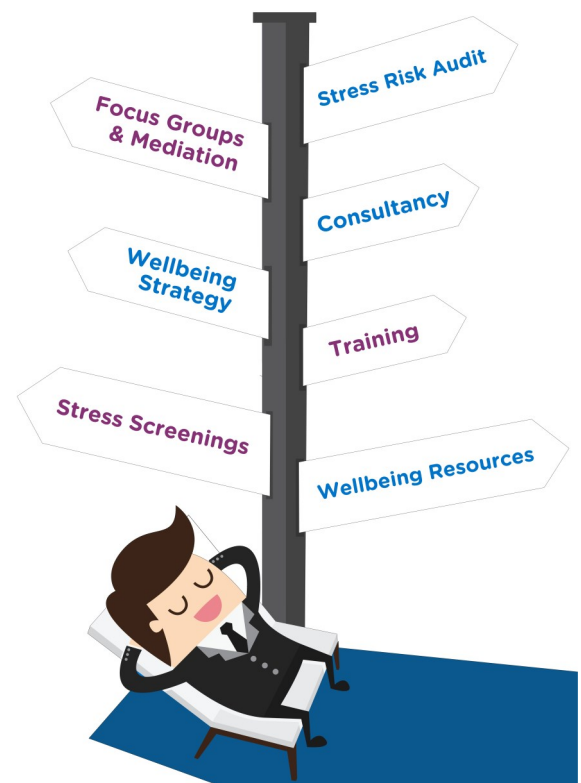 Stress Risk Audit
Focus Groups
& Mediation
Consultancy
Wellbeing
Strategy
Training
Stress Screenings
Wellbeing Resources